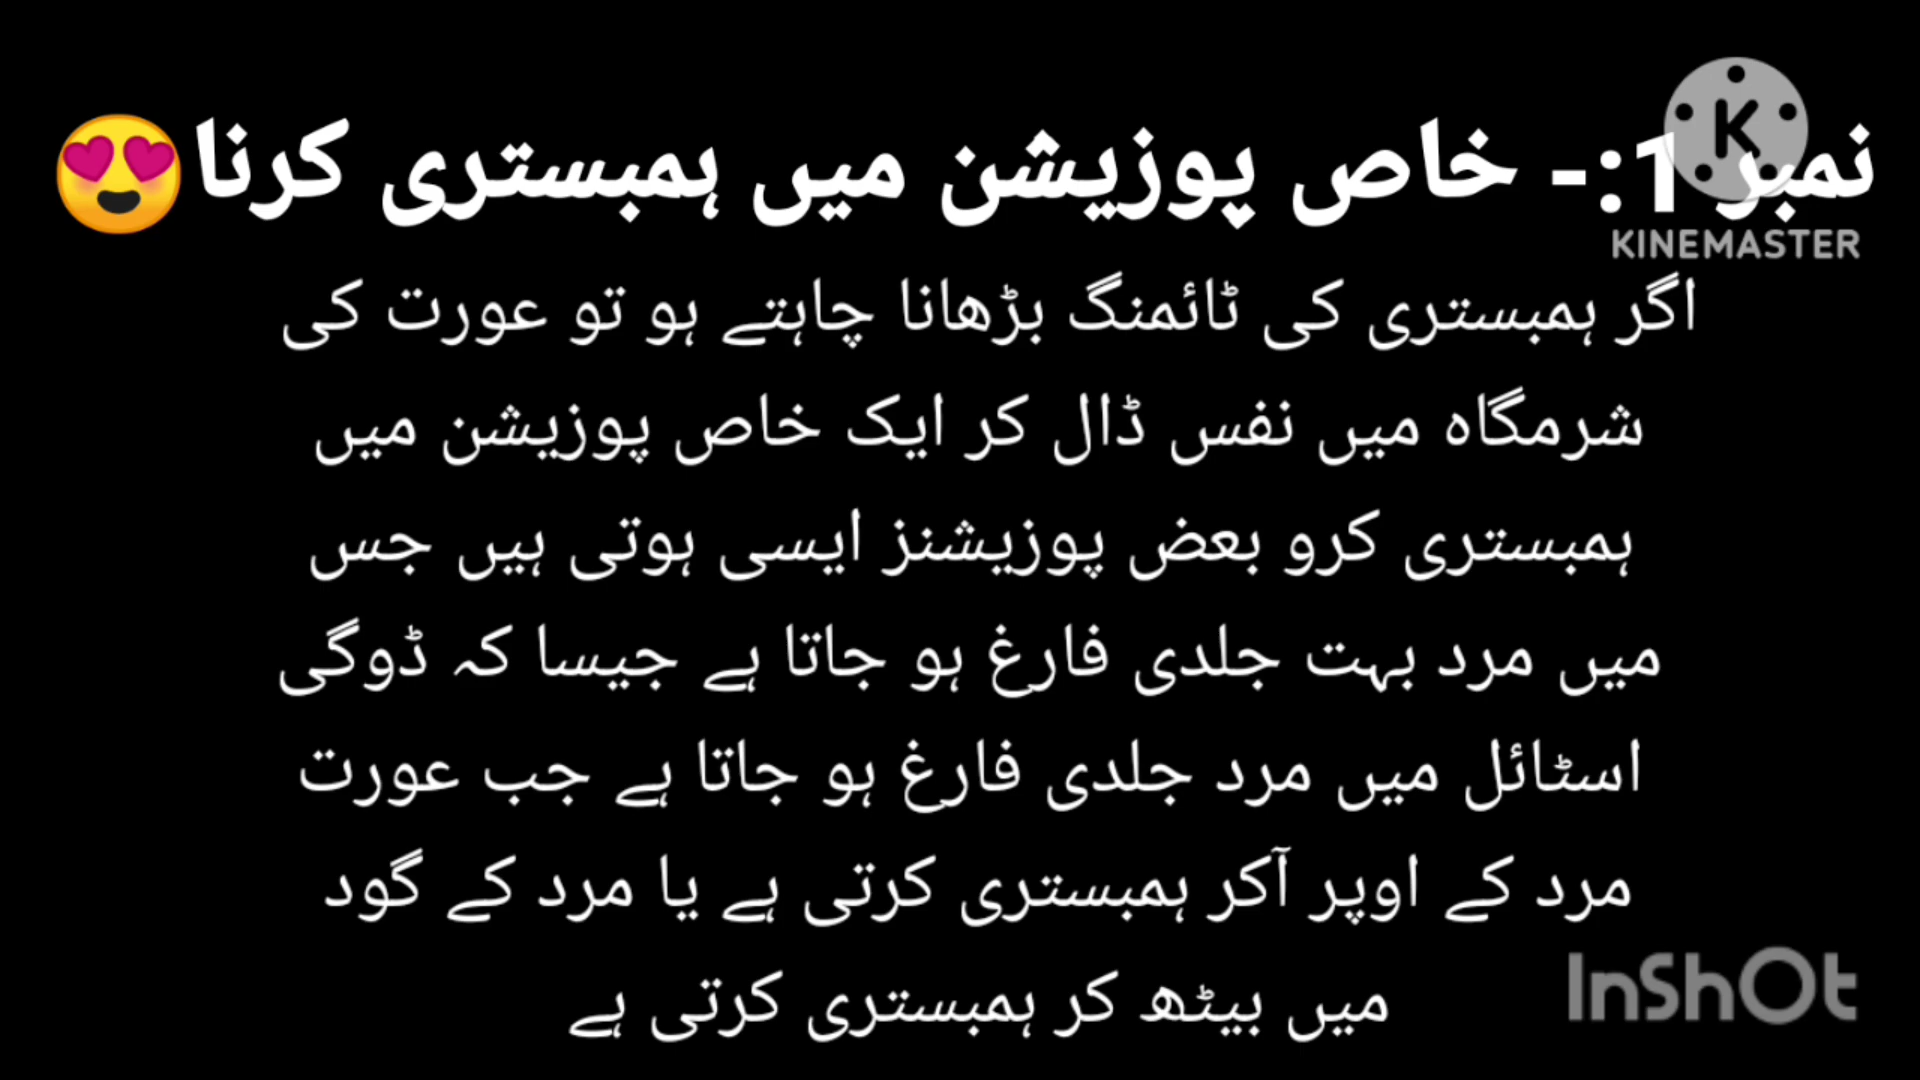 نمبر 1:- خاص پوزیشن میں ہمبستری کرنا😍
KINEMASTER
اگر ہمبستری کی ٹائمنگ بڑھانا چاہتے ہو تو عورت کی
شرمگاہ میں نفس ڈال کر ایک خاص پوزیشن میں
ہمبستری کرو بعض پوزیشنز ایسی ہوتی ہیں جس
میں مرد بہت جلدی فارغ ہو جاتا ہے جیسا کہ ڈوگی
اسٹائل میں مرد جلدی فارغ ہو جاتا ہے جب عورت
مرد کے اوپر آکر ہمبستری کرتی ہے یا مرد کے گود
میں بیٹھ کر ہمبستری کرتی ہے
InShOt